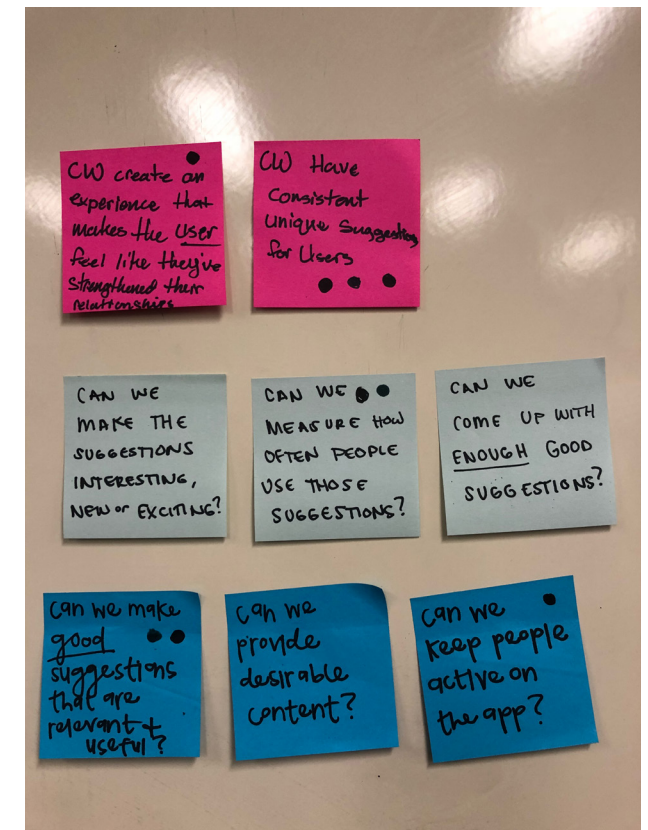 CW create an
experience that
makes the user
feel like they've
strengthened their
relationships
CW Have
Consistent
unique suggestions
for Users
CAN WE
MAKE THE
SUGGESTIONS
INTERESTING,
NEW or EXCITING?
CAN WE
MEASURE HOW
OFTEN PEOPLE
USE THOSE
SUGGESTIONS?
CAN WE
COME UP WITH
ENOUGH GOOD
SUGGESTIONS?
can we make
good
suggestions
that are
relevant +
useful?
can we
provide
desirable
content?
can we
keep people
active on
the app?